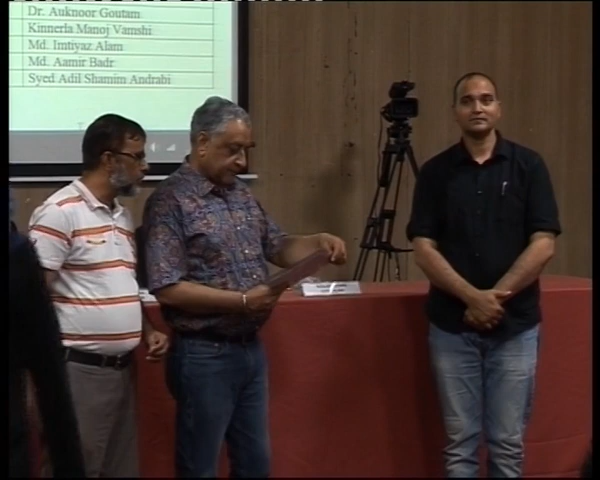 Dr. Auknoor Goutam
Kinnerla Manoj Vamshi
Md. Imtiyaz Alam
Md. Aamir Badr
Syed Adil Shamim Andrabi